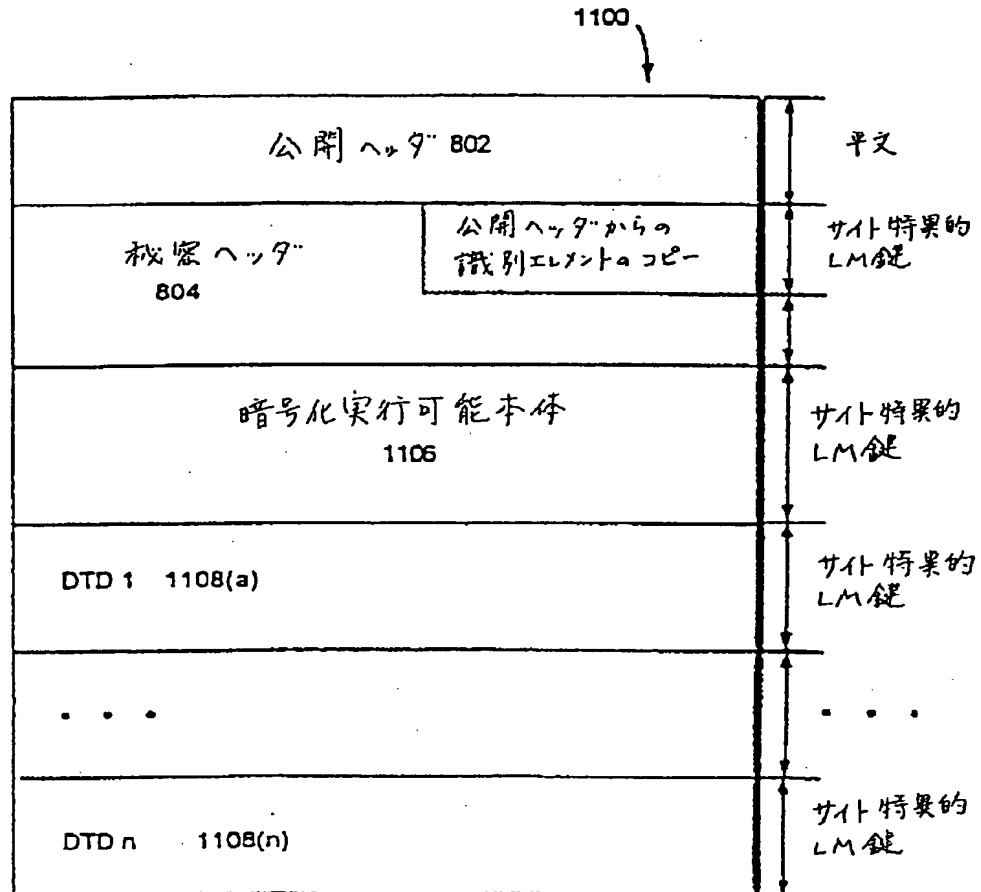 1100
公開ヘッダ 802
平文
秘密ヘッダ
804
公開ヘッダからの
識別エレメントのコピー
サイト特異的
LM鍵
暗号化実行可能本体
1106
サイト特異的
LM鍵
DTD 1 1108(a)
サイト特異的
LM鍵
. . .
. . .
DTD n 1108(n)
サイト特異的
LM鍵